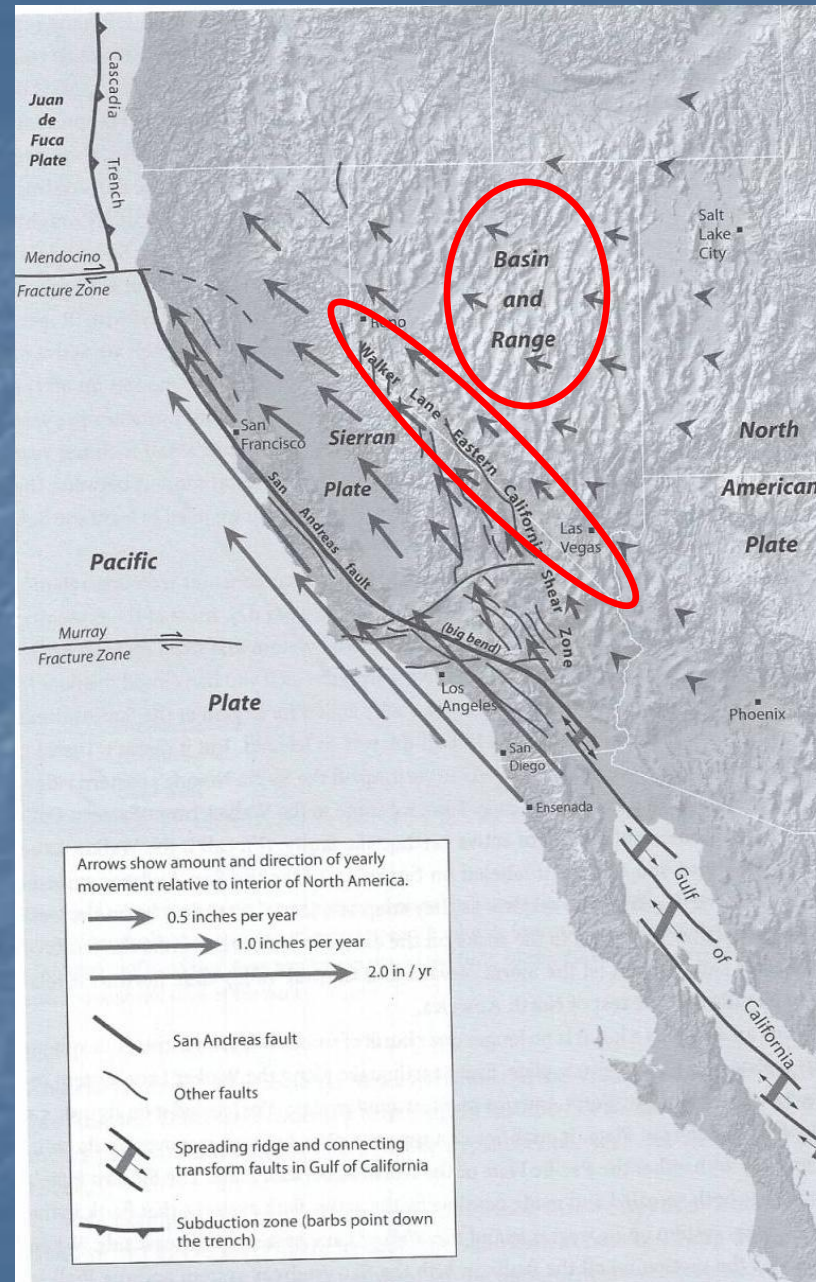 Juan
de
Fuca
Plate
Cascadia
Trench
Mendocino
Fracture Zone
Salt
Lake
City
Basin
and
Range
Reno
Walker Lane - Eastern California Shear Zone
San
Francisco
Sierran
Plate
San Andreas fault
North
American
Plate
Las
Vegas
Pacific
Plate
Murray
Fracture Zone
(big bend)
Los
Angeles
Phoenix
San
Diego
Ensenada
Gulf
of
California
Arrows show amount and direction of yearly
movement relative to interior of North America.
0.5 inches per year
1.0 inches per year
2.0 in / yr
San Andreas fault
Other faults
Spreading ridge and connecting
transform faults in Gulf of California
Subduction zone (barbs point down
the trench)